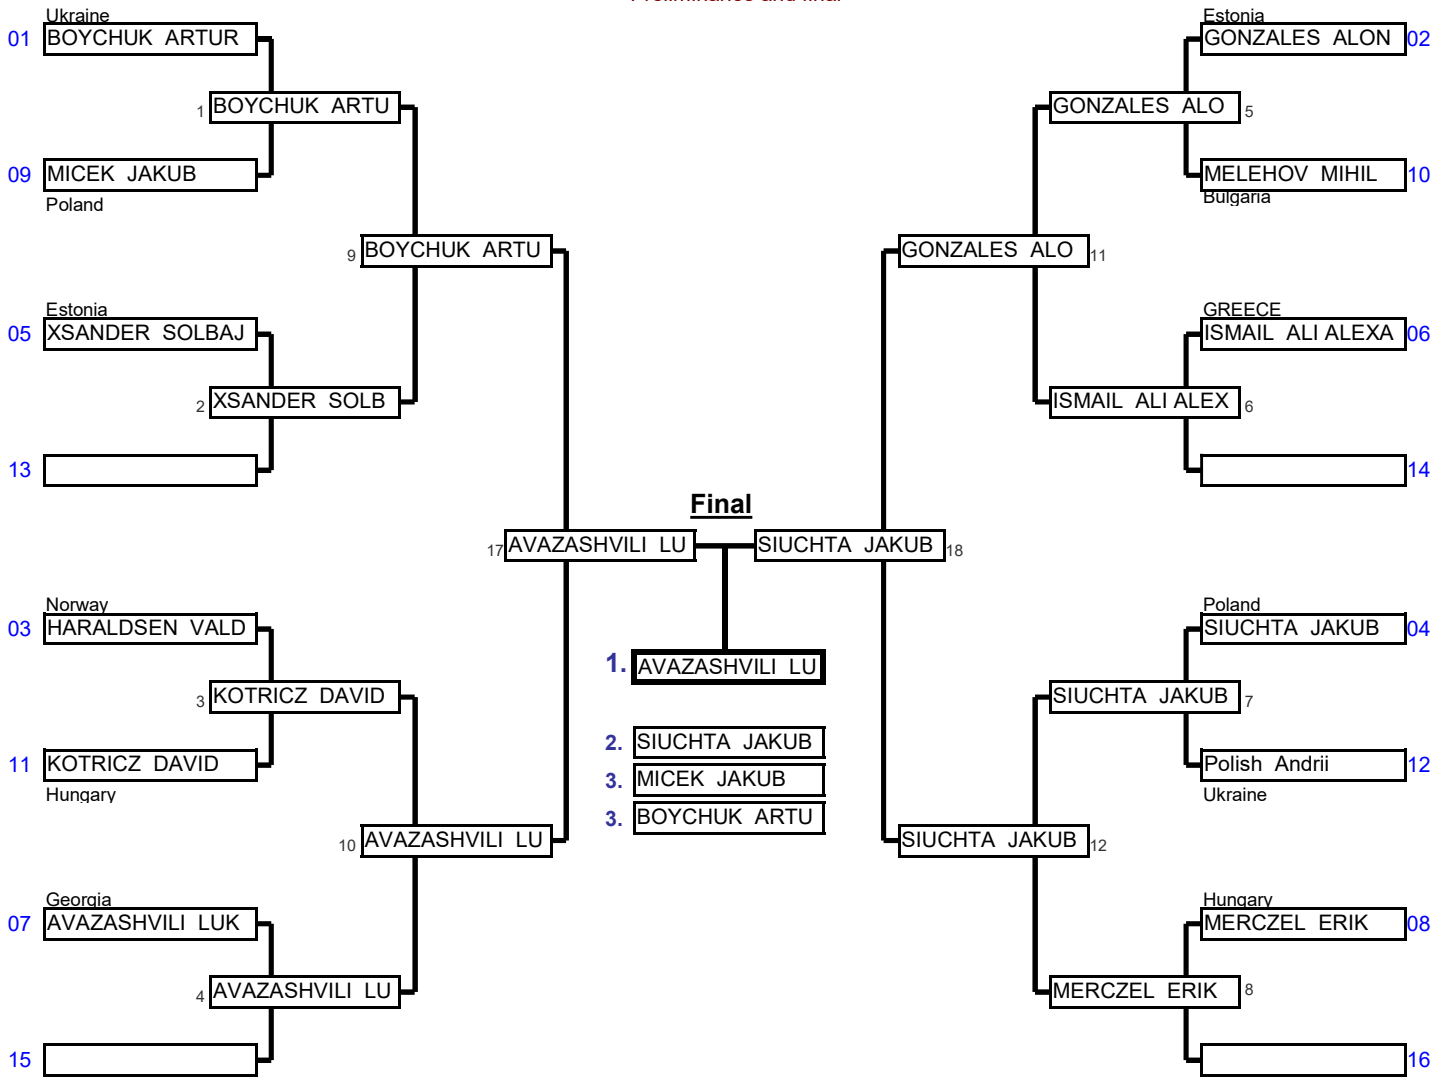 Preliminaries and final
Ukraine
01 BOYCHUK ARTUR
1 BOYCHUK ARTU
09 MICEK JAKUB
Poland
9 BOYCHUK ARTU
Estonia
05 XSANDER SOLBAJ
2 XSANDER SOLB
13
17 AVAZASHVILI LU
Norway
03 HARALDSEN VALD
3 KOTRICZ DAVID
11 KOTRICZ DAVID
Hungary
10 AVAZASHVILI LU
Georgia
07 AVAZASHVILI LUK
4 AVAZASHVILI LU
15
Final
1. AVAZASHVILI LU
2. SIUCHTA JAKUB
3. MICEK JAKUB
3. BOYCHUK ARTU
Estonia
GONZALES ALON 02
GONZALES ALO 5
MELEHOV MIHIL 10
Bulgaria
GONZALES ALO 11
GREECE
ISMAIL ALI ALEXA 06
ISMAIL ALI ALEX 6
14
SIUCHTA JAKUB 18
Poland
SIUCHTA JAKUB 04
SIUCHTA JAKUB 7
Polish Andrii 12
Ukraine
SIUCHTA JAKUB 12
Hungary
MERCZEL ERIK 08
MERCZEL ERIK 8
16